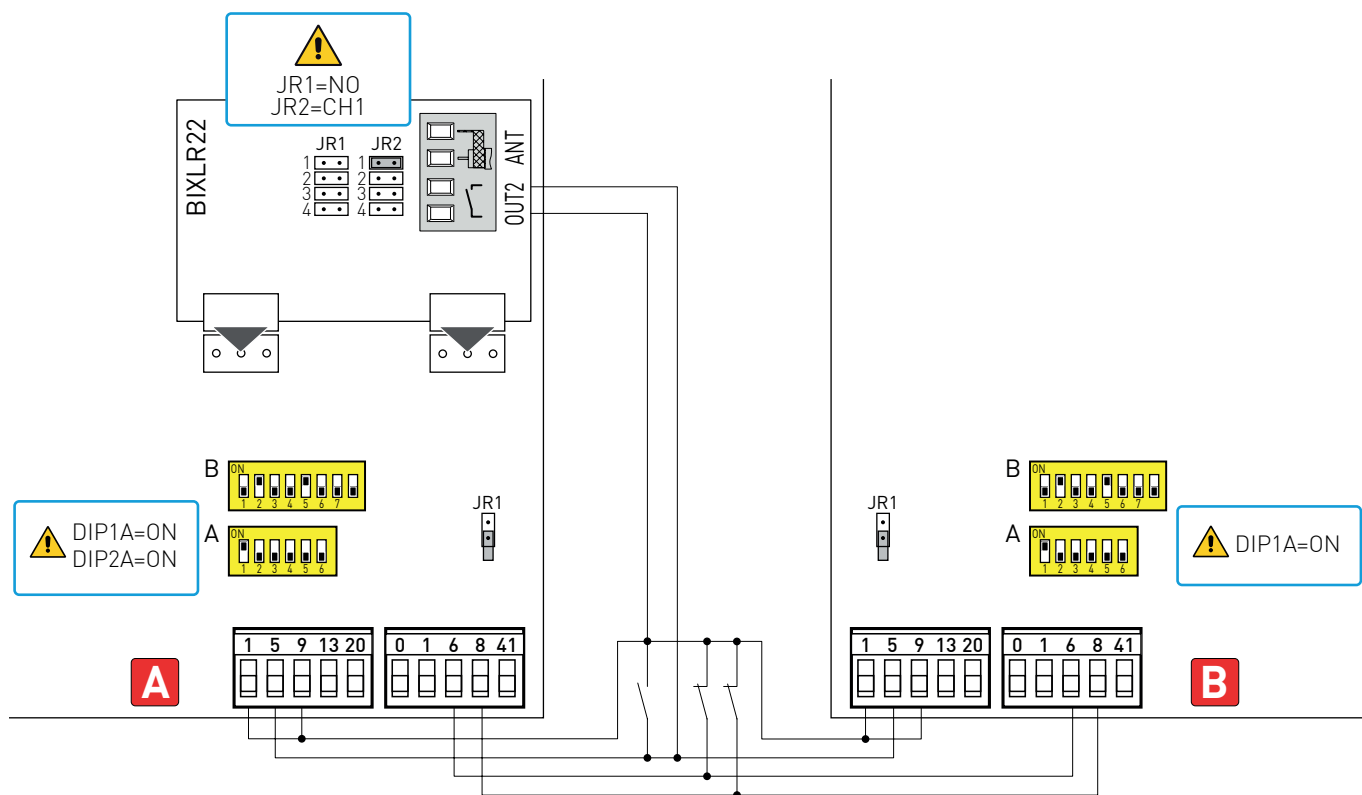 JR1=NO
JR2=CH1
BIXLR22
JR1 JR2
1 1
2 2
3 3
4 4
ANT
OUT2
B
ON
1 2 3 4 5 6 7
A
ON
1 2 3 4 5 6
DIP1A=ON
DIP2A=ON
JR1
JR1
B
ON
1 2 3 4 5 6 7
A
ON
1 2 3 4 5 6
DIP1A=ON
A
1 5 9 13 20
0 1 6 8 41
1 5 9 13 20
0 1 6 8 41
B